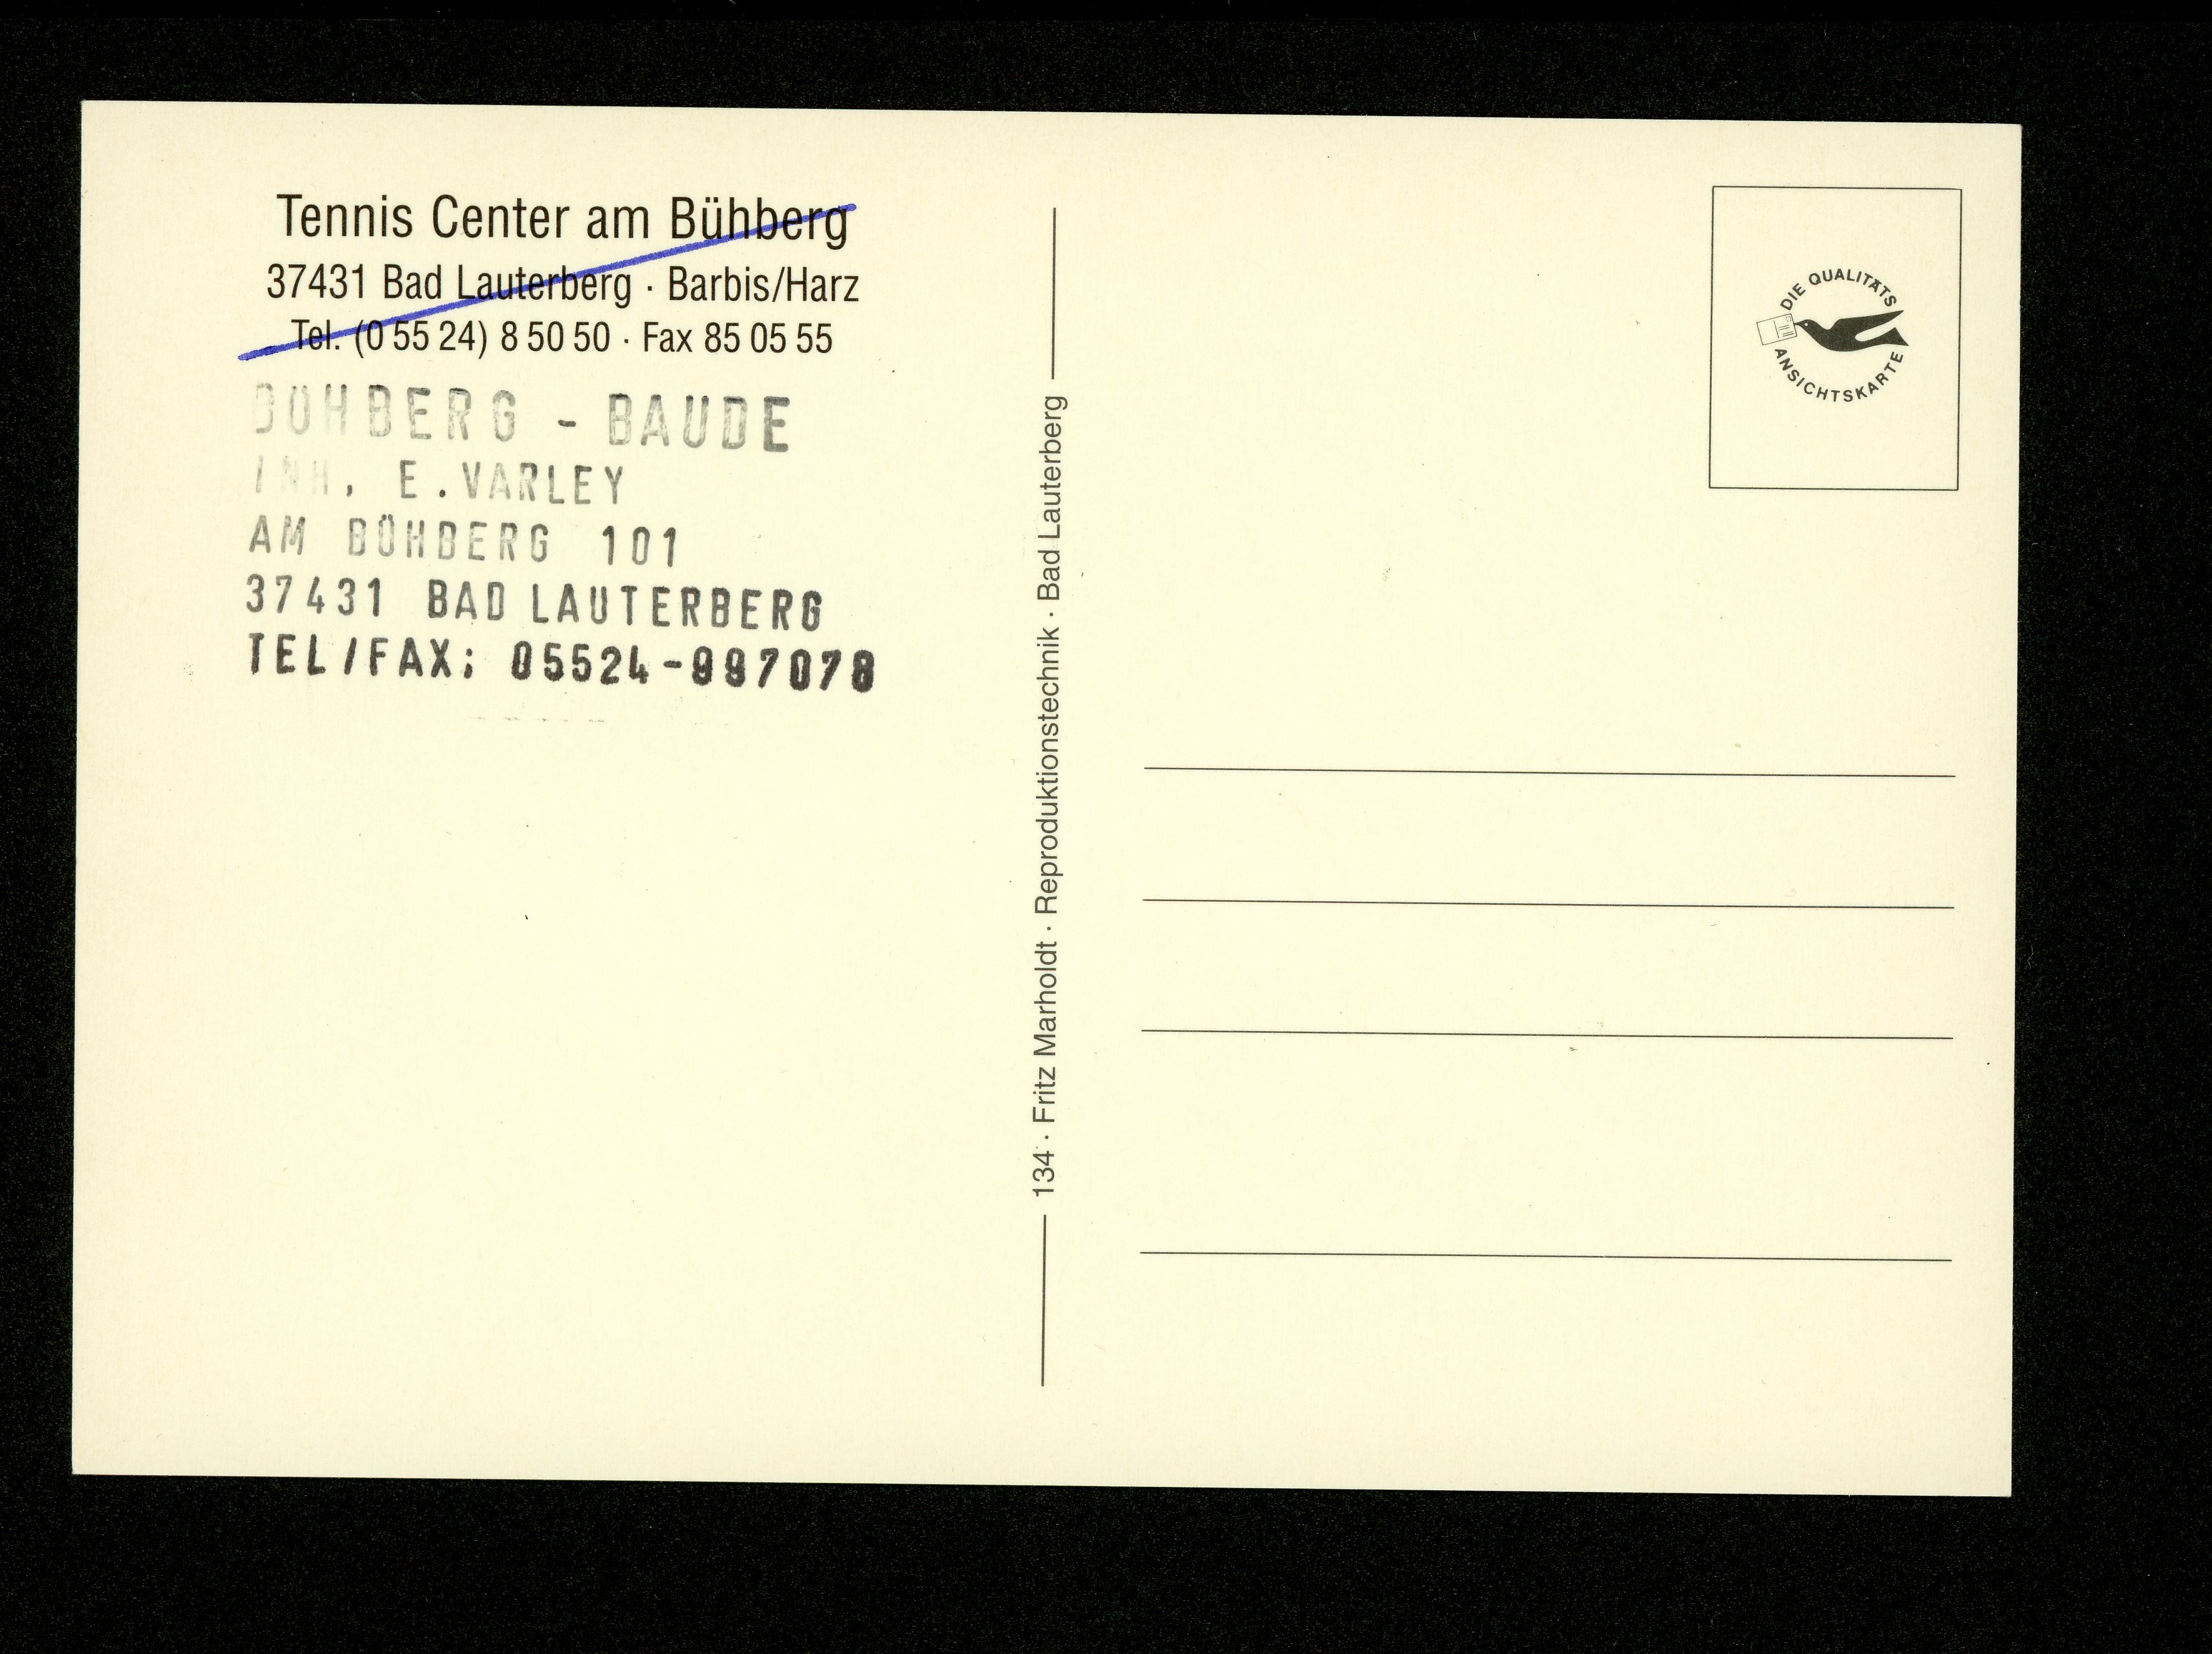 Tennis Center am Bühberg
37431 Bad Lauterberg · Barbis/Harz
Tel. (0 55 24) 8 50 50 · Fax 85 05 55
BÜHBERG - BAUDE
INH. E.VARLEY
AM BÜHBERG 101
37431 BAD LAUTERBERG
TEL/FAX: 05524-997078
134 · Fritz Marholdt · Reproduktionstechnik · Bad Lauterberg
DIE QUALITÄTS
ANSICHTSKARTE